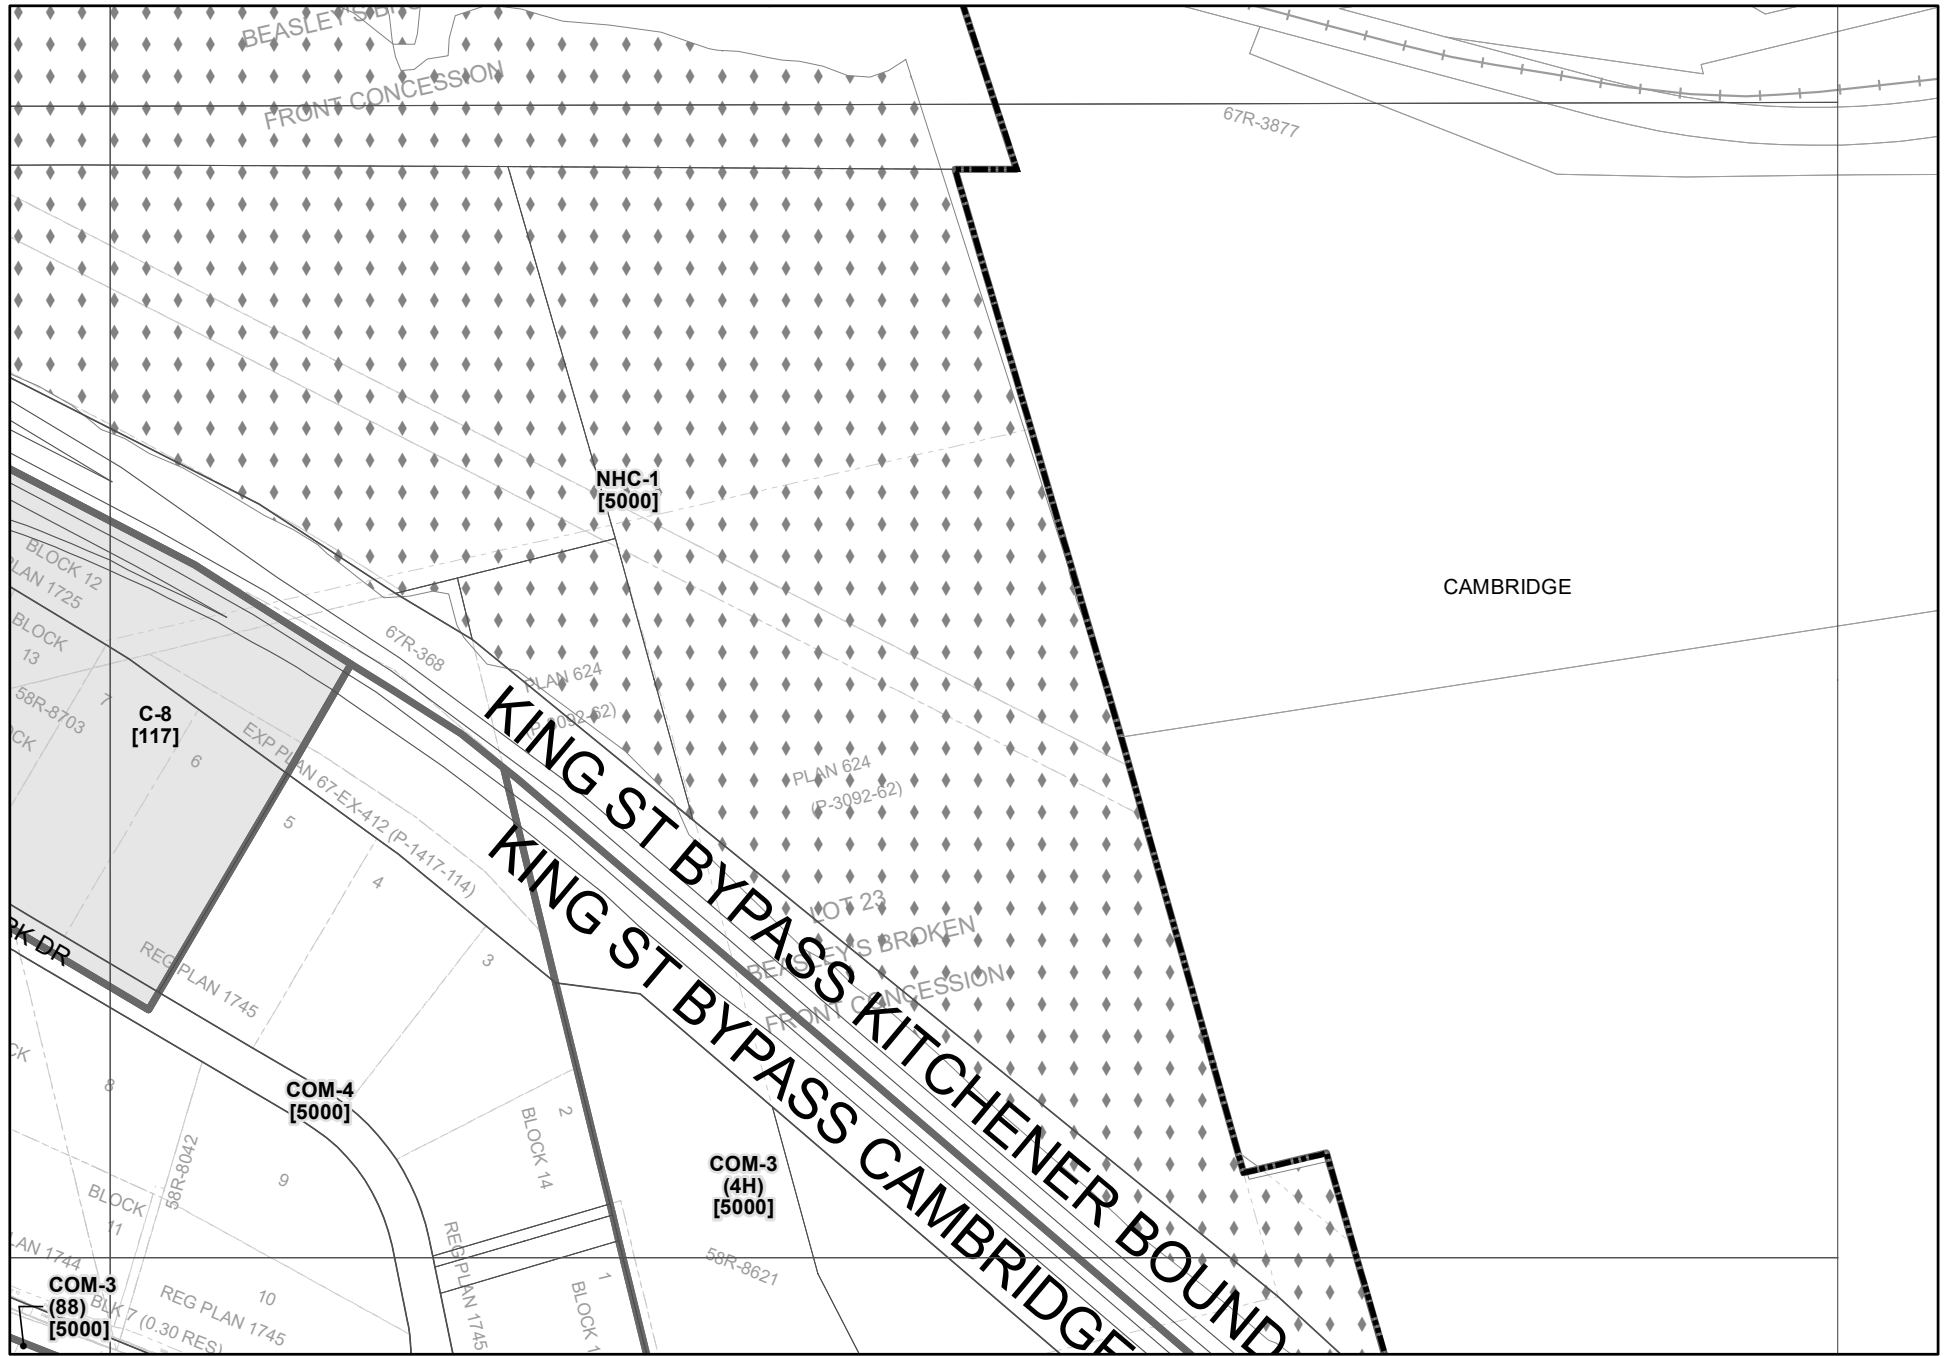 BEASLEY'S
FRONT CONCESSION
67R-3877
NHC-1
[5000]
CAMBRIDGE
BLOCK 12
PLAN 1725
BLOCK
13
7
58R-8703
C-8
[117]
6
67R-368
PLAN 624
EXP PLAN 67-EX-412 (P-1417-114)
5
4
3
PLAN 624
(P-3092-62)
KING ST BYPASS KITCHENER BOUND
KING ST BYPASS CAMBRIDGE
LOT 23
BEASLEY'S BROKEN
FRONT CONCESSION
RK DR
REG PLAN 1745
8
COM-4
[5000]
2
BLOCK 14
58R-8042
9
BLOCK
11
COM-3
(4H)
[5000]
58R-8621
LAN 1744
REG PLAN 1745
1
BLOCK 1
COM-3
(88)
[5000]
BLK 7 (0.30 RES)
10
REG PLAN 1745